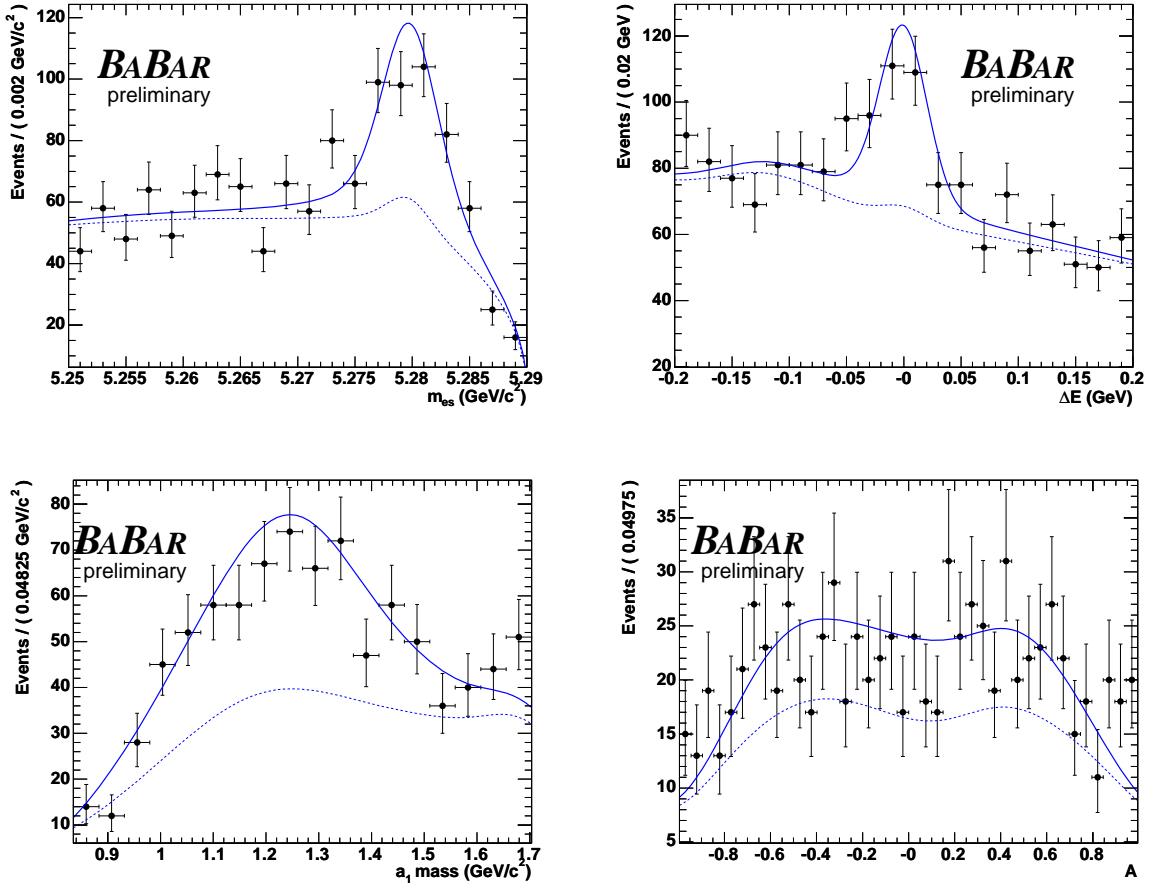 Events / ( 0.002 GeV/c² )
120
100
80
60
40
20
BABAR
preliminary
5.25 5.255 5.26 5.265 5.27 5.275 5.28 5.285 5.29
m_es (GeV/c²)
Events / ( 0.02 GeV )
120
100
80
60
40
20
BABAR
preliminary
-0.2 -0.15 -0.1 -0.05 -0 0.05 0.1 0.15 0.2
ΔE (GeV)
Events / ( 0.04825 GeV/c² )
80
70
60
50
40
30
20
10
BABAR
preliminary
0.9 1 1.1 1.2 1.3 1.4 1.5 1.6 1.7
a₁ mass (GeV/c²)
Events / ( 0.04975 )
35
30
25
20
15
10
5
BABAR
preliminary
-0.8 -0.6 -0.4 -0.2 -0 0.2 0.4 0.6 0.8
A